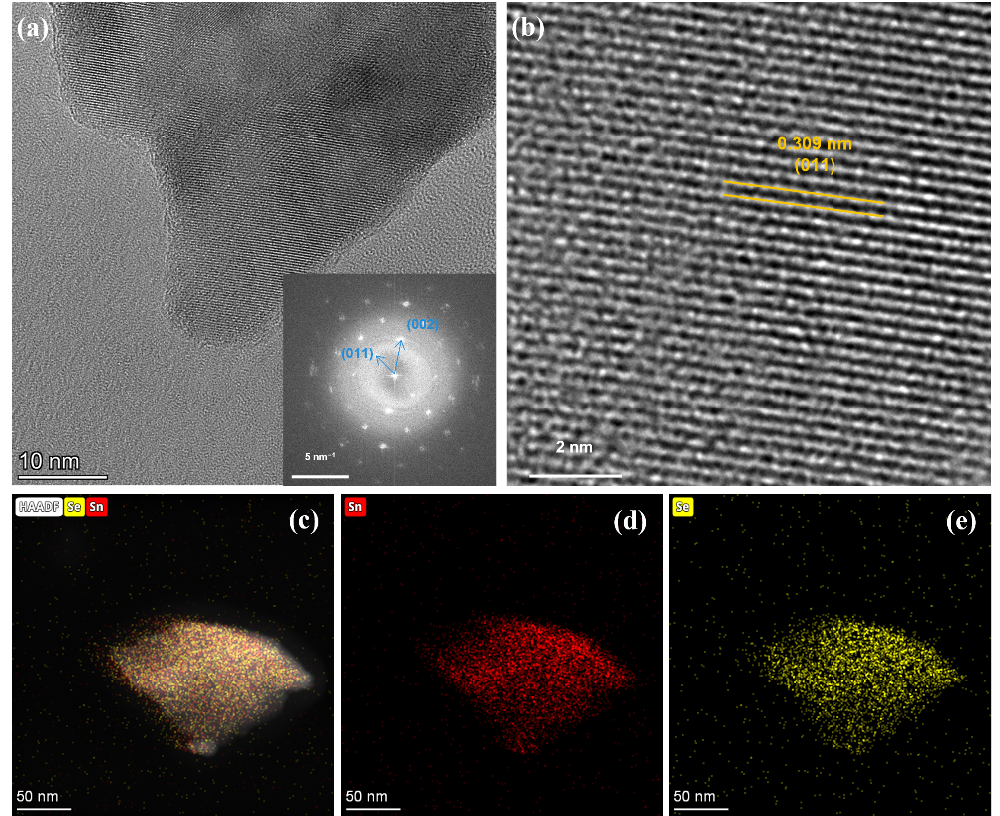 (a)
(002)
(011)
5 nm⁻¹
10 nm
(b)
0.309 nm
(011)
2 nm
HAADF Se Sn
(c)
50 nm
Sn
(d)
50 nm
Se
(e)
50 nm